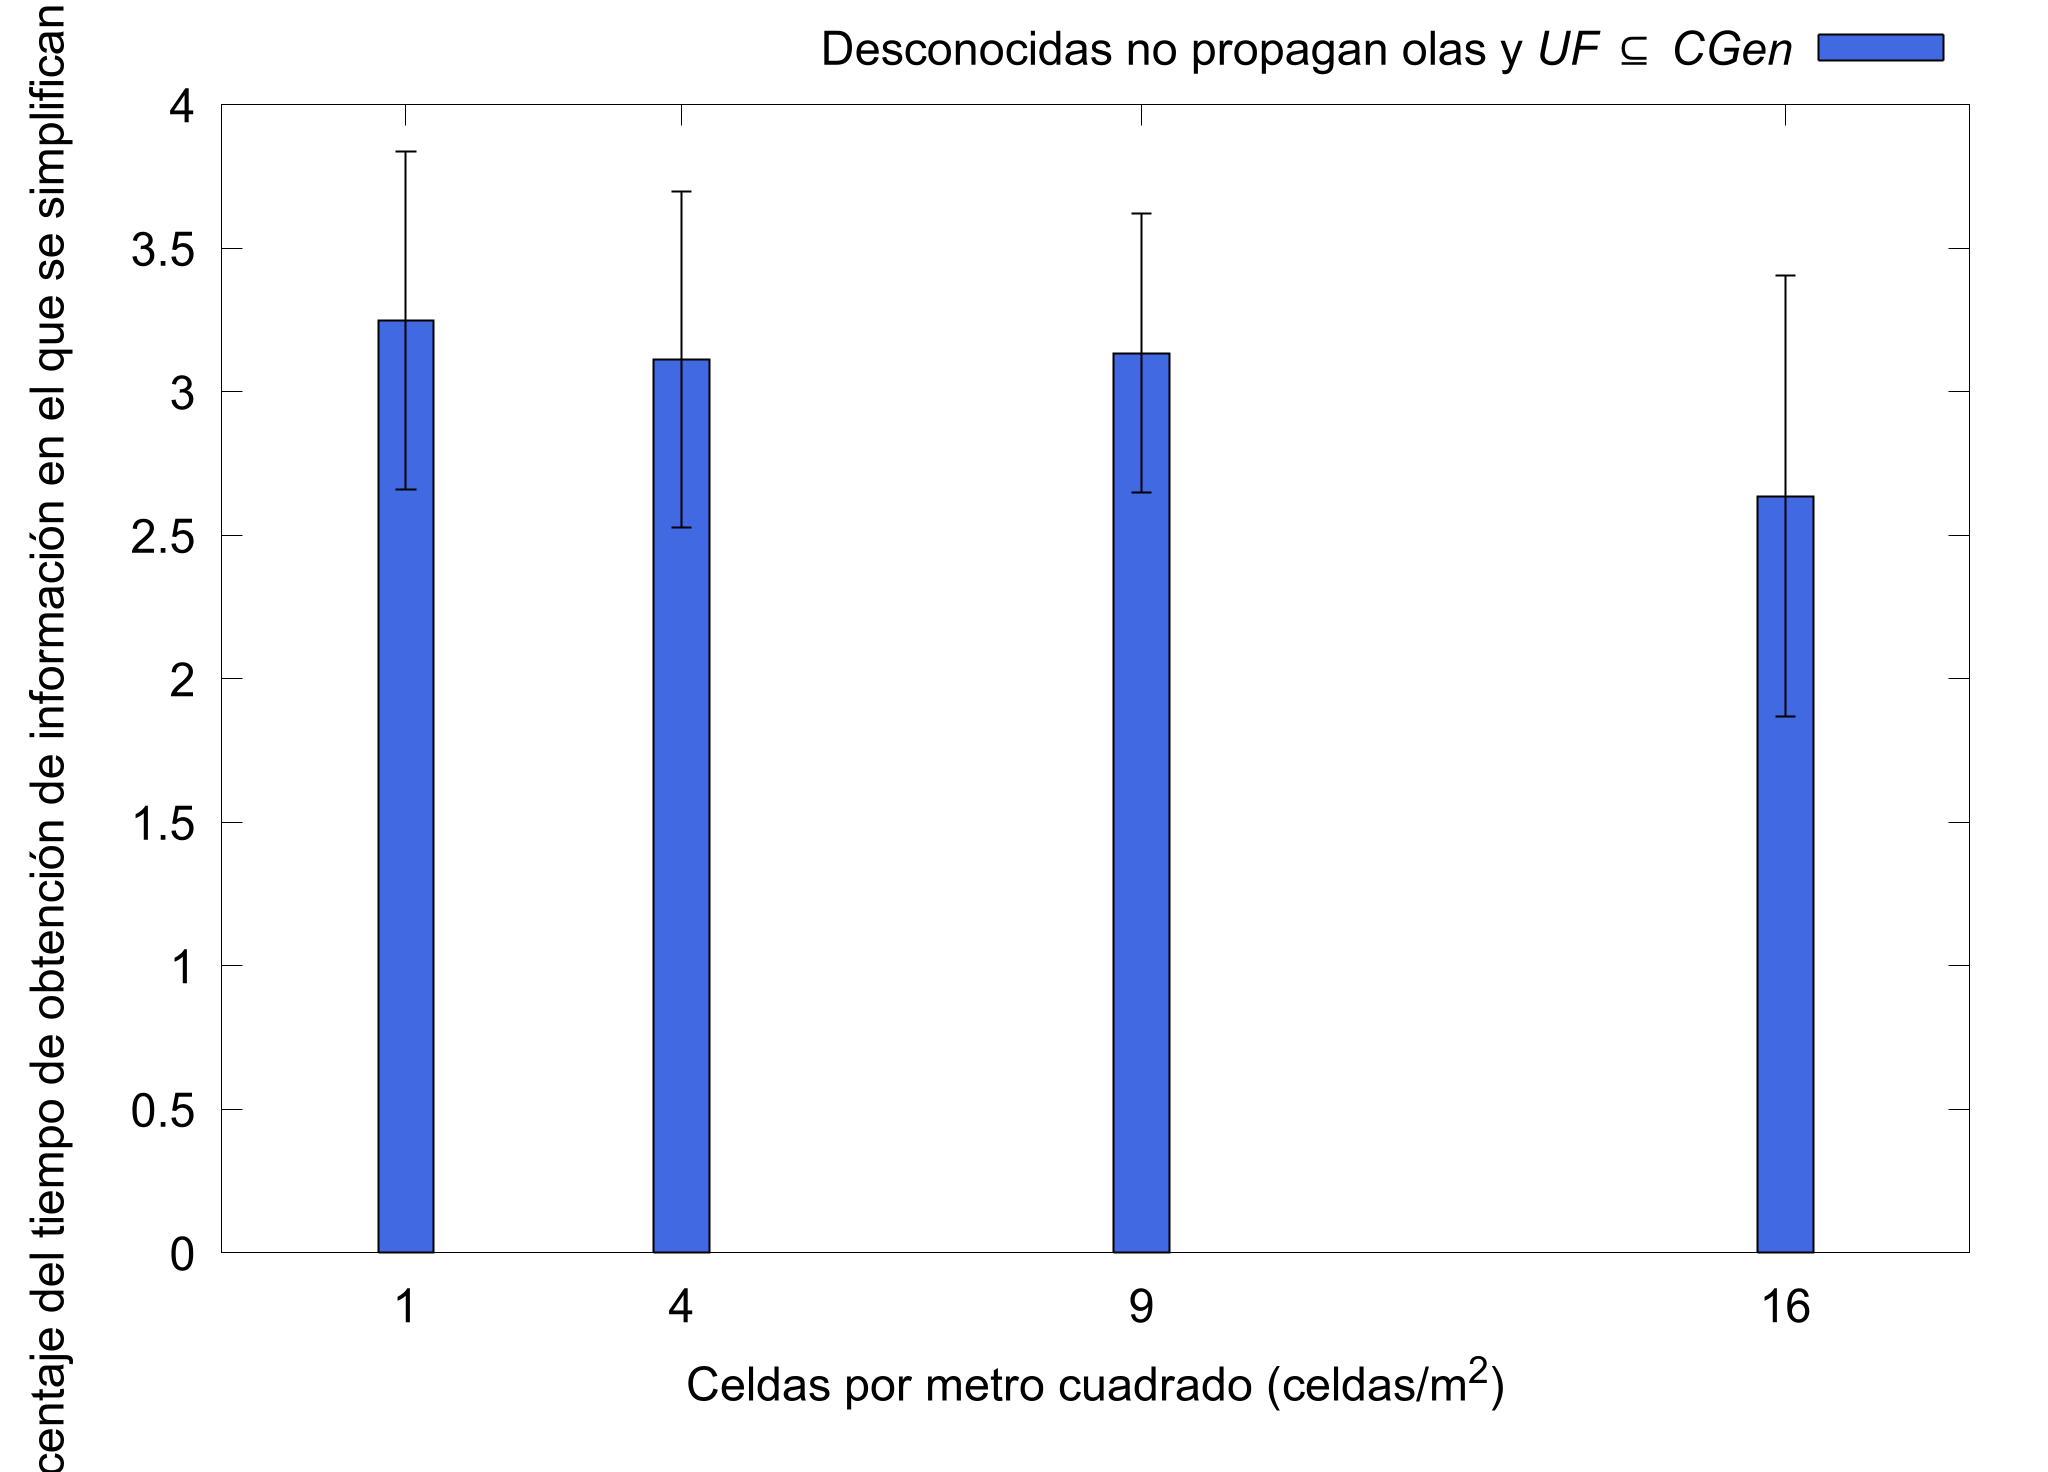 Desconocidas no propagan olas y UF ⊆ CGen
centaje del tiempo de obtención de información en el que se simplifican
4
3.5
3
2.5
2
1.5
1
0.5
0
1 4 9 16
Celdas por metro cuadrado (celdas/m²)